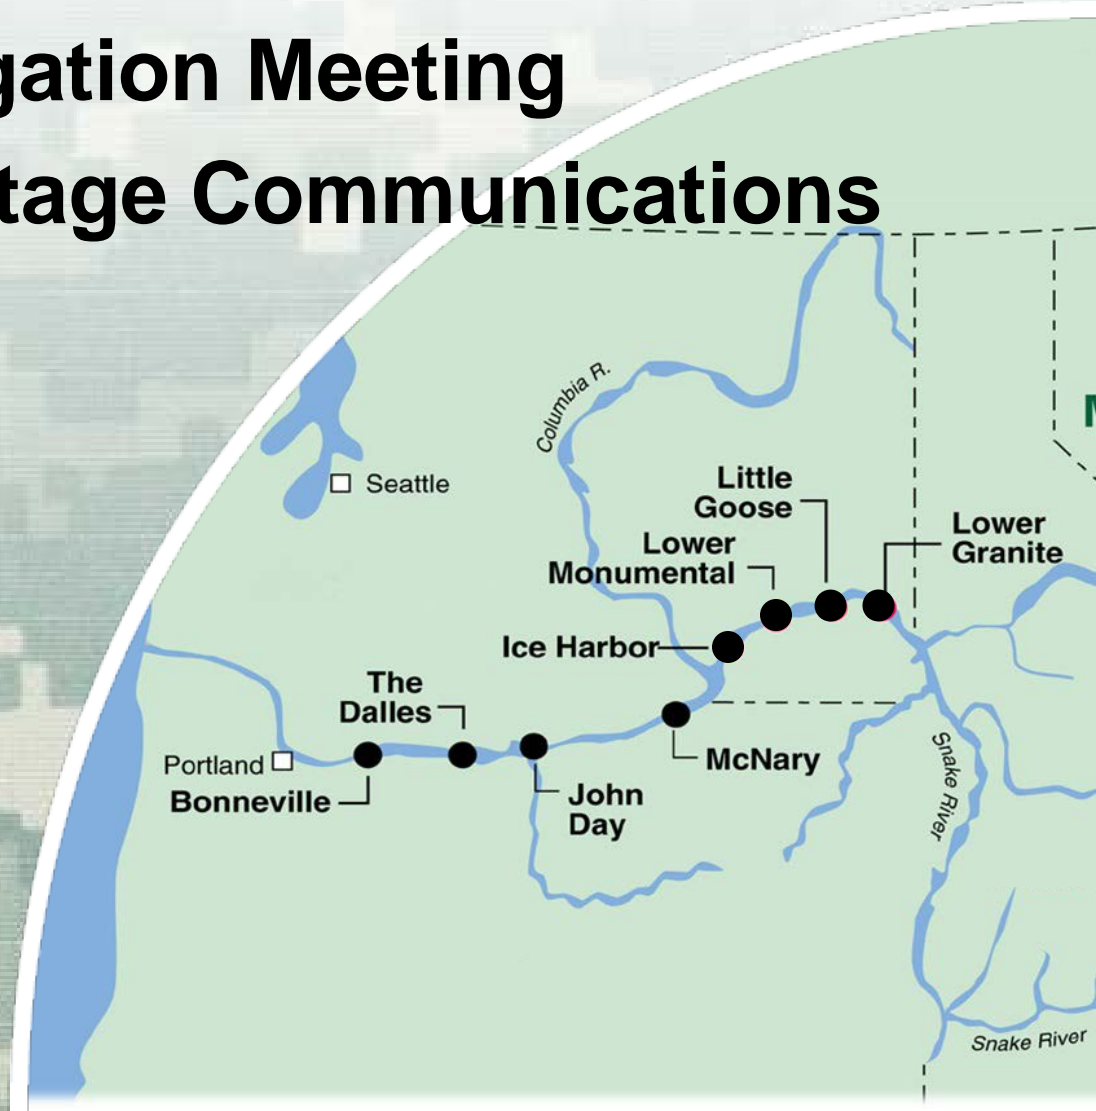 gation Meeting
tage Communications
Columbia R.
Seattle
Little
Goose
Lower
Granite
Lower
Monumental
Ice Harbor
The
Dalles
Portland
Bonneville
McNary
John
Day
Snake River
Snake River